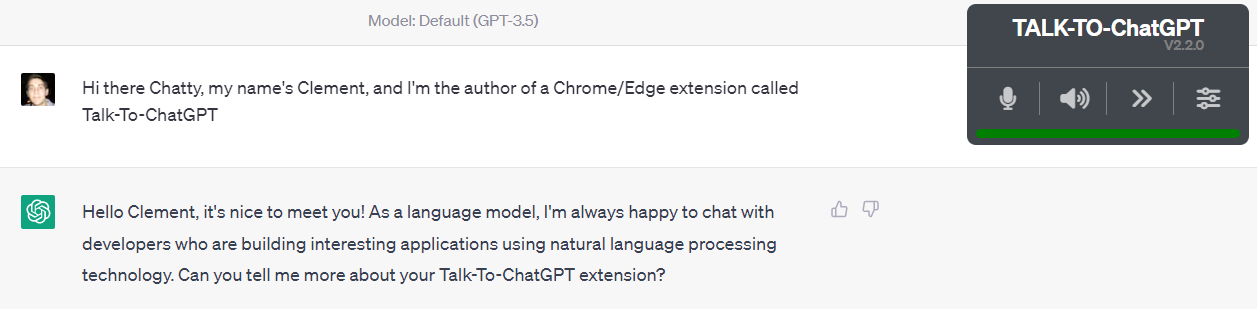 Model: Default (GPT-3.5)
TALK-TO-ChatGPT
V2.2.0
Hi there Chatty, my name's Clement, and I'm the author of a Chrome/Edge extension called
Talk-To-ChatGPT
Hello Clement, it's nice to meet you! As a language model, I'm always happy to chat with
developers who are building interesting applications using natural language processing
technology. Can you tell me more about your Talk-To-ChatGPT extension?